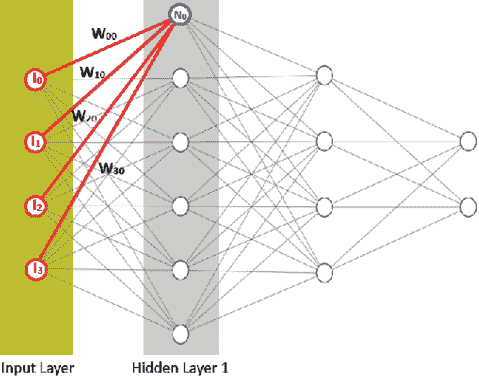 N₀
W₀₀
I₀
W₁₀
W₂₀
I₁
W₃₀
I₂
I₃
Input Layer
Hidden Layer 1